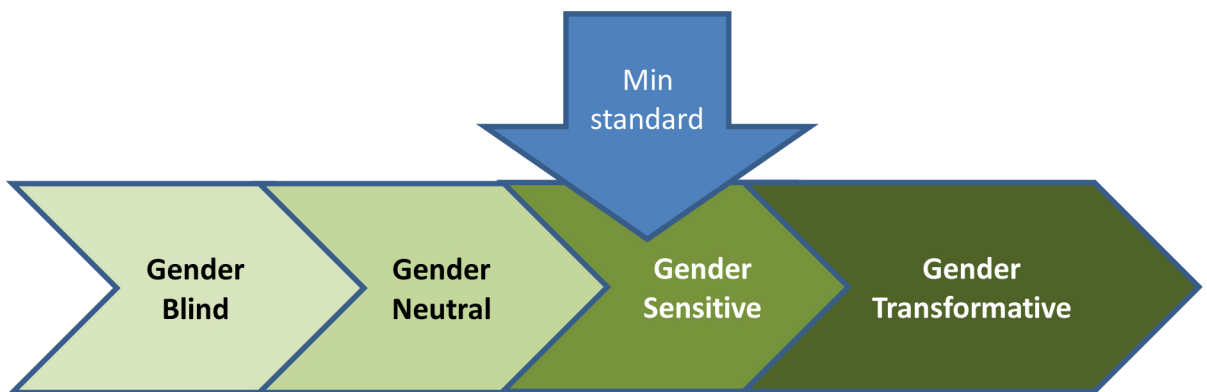 Min
standard
Gender
Blind
Gender
Neutral
Gender
Sensitive
Gender
Transformative